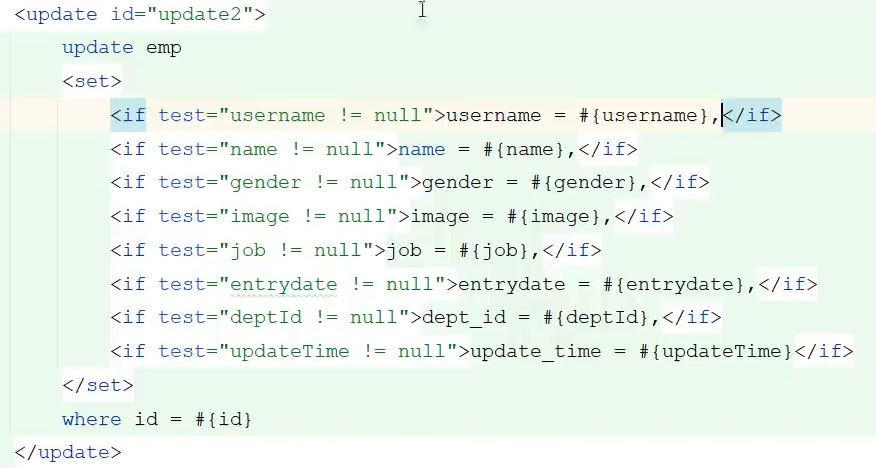 <update id="update2">
update emp
<set>
<if test="username != null">username = #{username},</if>
<if test="name != null">name = #{name},</if>
<if test="gender != null">gender = #{gender},</if>
<if test="image != null">image = #{image},</if>
<if test="job != null">job = #{job},</if>
<if test="entrydate != null">entrydate = #{entrydate},</if>
<if test="deptId != null">dept_id = #{deptId},</if>
<if test="updateTime != null">update_time = #{updateTime}</if>
</set>
where id = #{id}
</update>